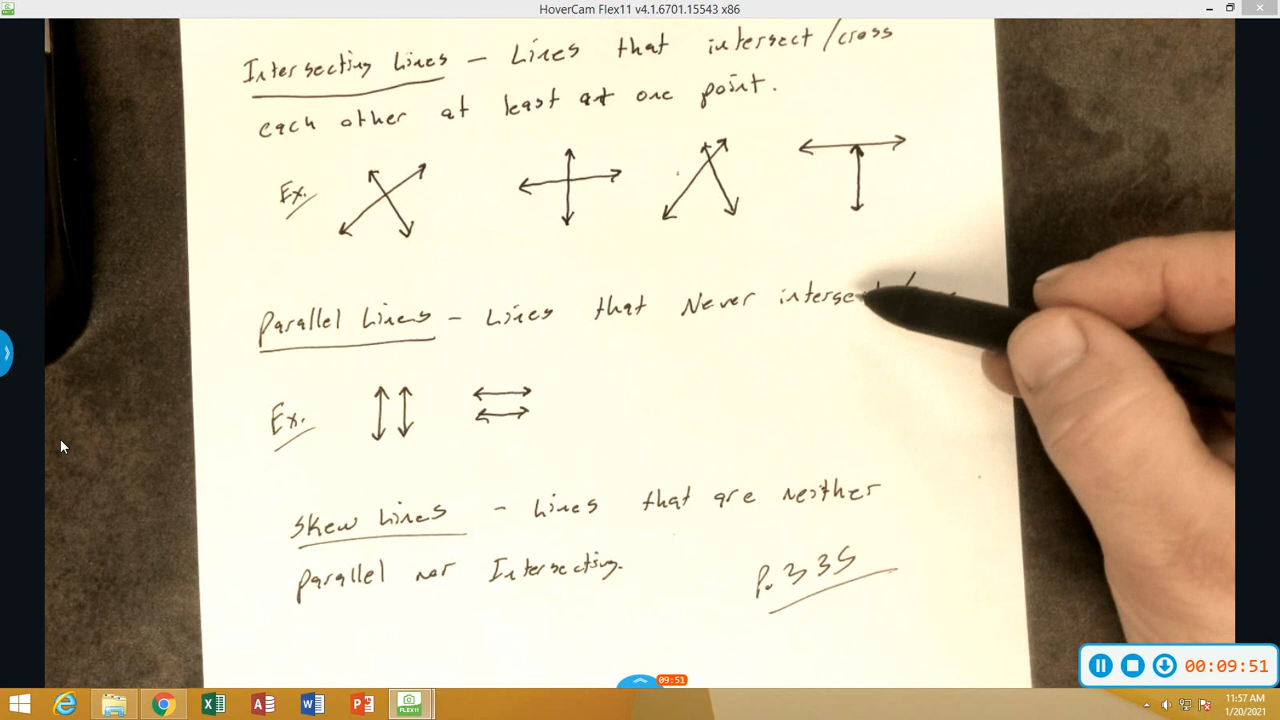 HoverCam Flex11 v4.1.6701.15543 x86
Intersecting Lines - Lines that intersect/cross
each other at least at one point.
Ex.
Parallel Lines - Lines that Never
Ex.
Skew Lines - Lines that are neither
parallel nor Intersecting.
P. 335
00:09:51
09:51
FLEX11
11:57 AM
1/20/2021